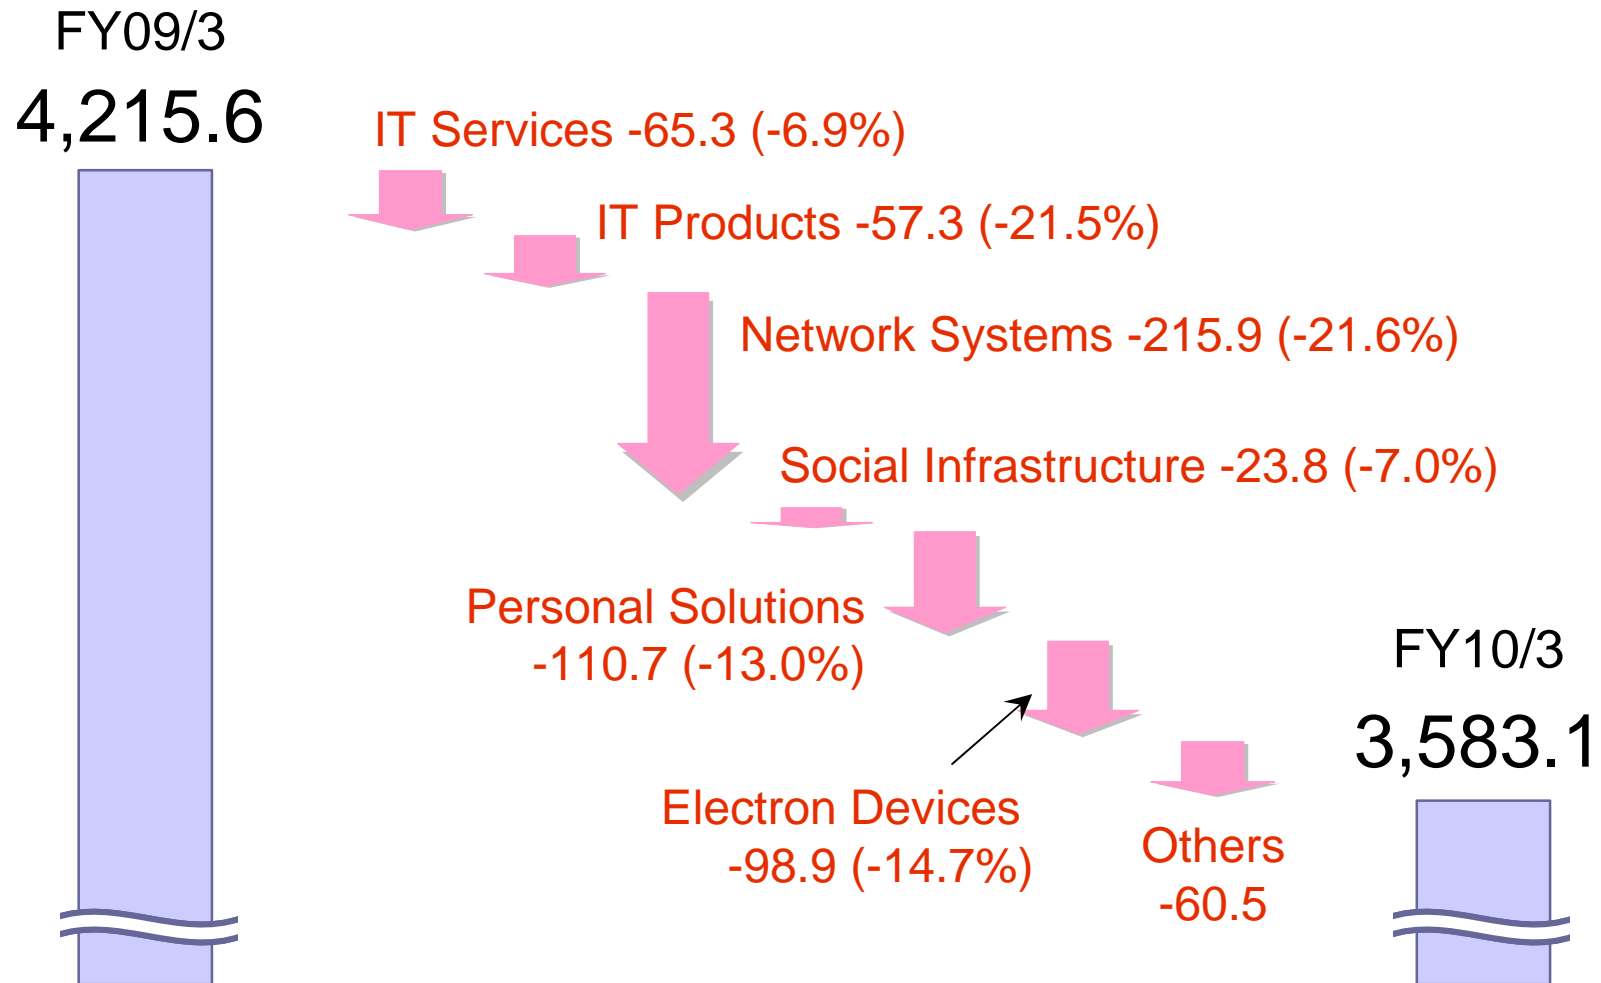 FY09/3
4,215.6
IT Services -65.3 (-6.9%)
IT Products -57.3 (-21.5%)
Network Systems -215.9 (-21.6%)
Social Infrastructure -23.8 (-7.0%)
Personal Solutions
-110.7 (-13.0%)
Electron Devices
-98.9 (-14.7%)
Others
-60.5
FY10/3
3,583.1